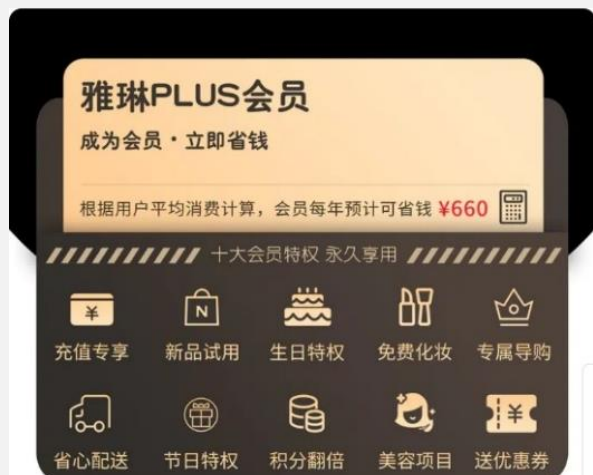 雅琳PLUS会员
成为会员·立即省钱
根据用户平均消费计算，会员每年预计可省钱 ¥660
十大会员特权 永久享用
¥
N
充值专享 新品试用 生日特权 免费化妆 专属导购
¥
省心配送 节日特权 积分翻倍 美容项目 送优惠券